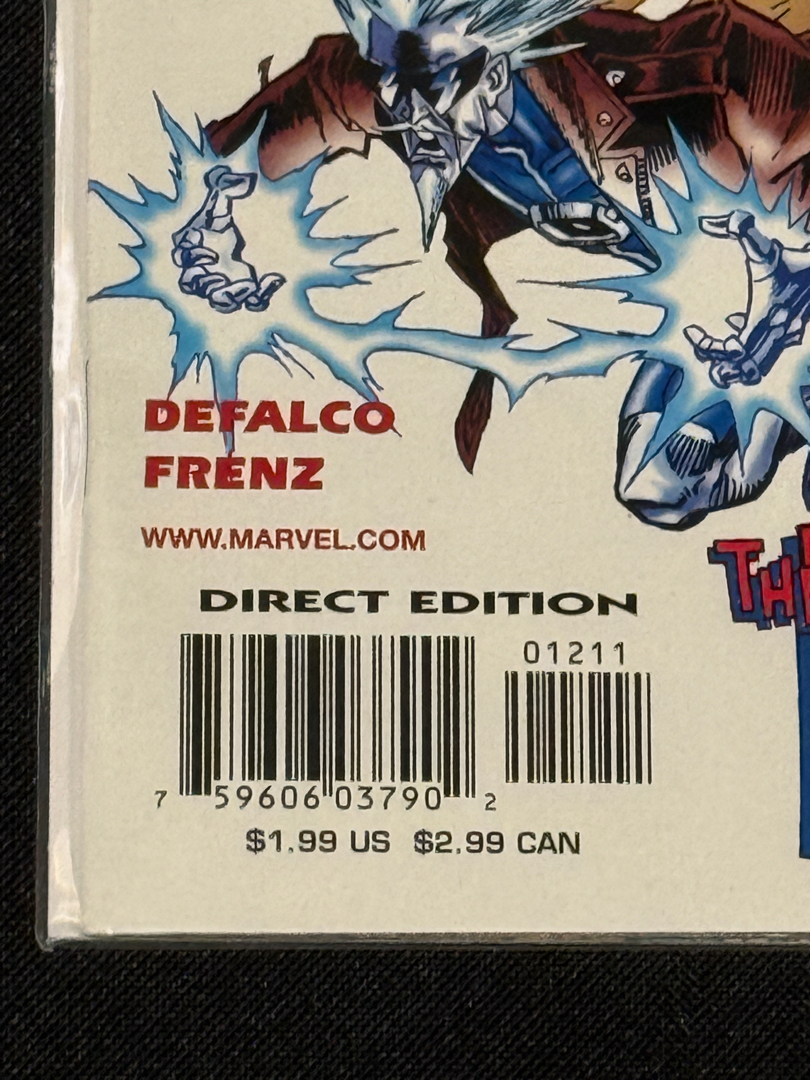 DEFALCO
FRENZ
WWW.MARVEL.COM
DIRECT EDITION
01211
7 59606 03790 2
$1.99 US $2.99 CAN